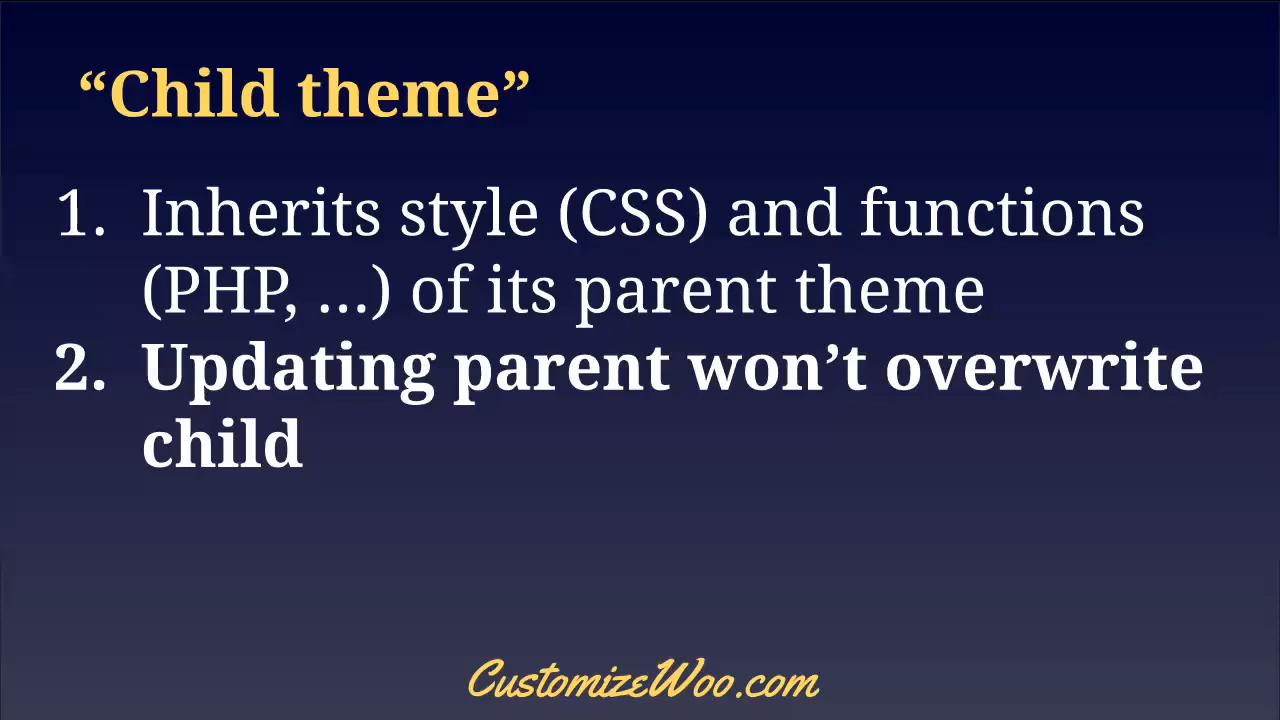 “Child theme”
1. Inherits style (CSS) and functions
(PHP, ...) of its parent theme
2. Updating parent won’t overwrite
child
CustomizeWoo.com